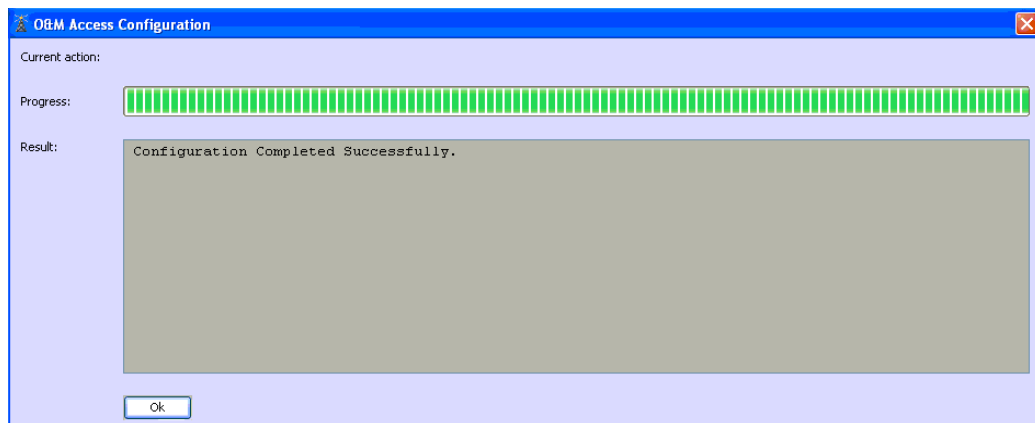 O&M Access Configuration
Current action:
Progress:
Result:
Configuration Completed Successfully.
Ok